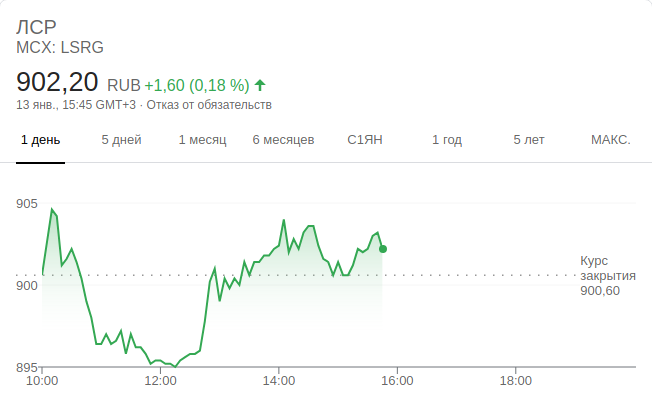 ЛСР
MCX: LSRG
902,20 RUB +1,60 (0,18 %)
13 янв., 15:45 GMT+3 · Отказ от обязательств
1 день 5 дней 1 месяц 6 месяцев С1ЯН 1 год 5 лет МАКС.
905
900
895
Курс
закрытия
900,60
10:00 12:00 14:00 16:00 18:00